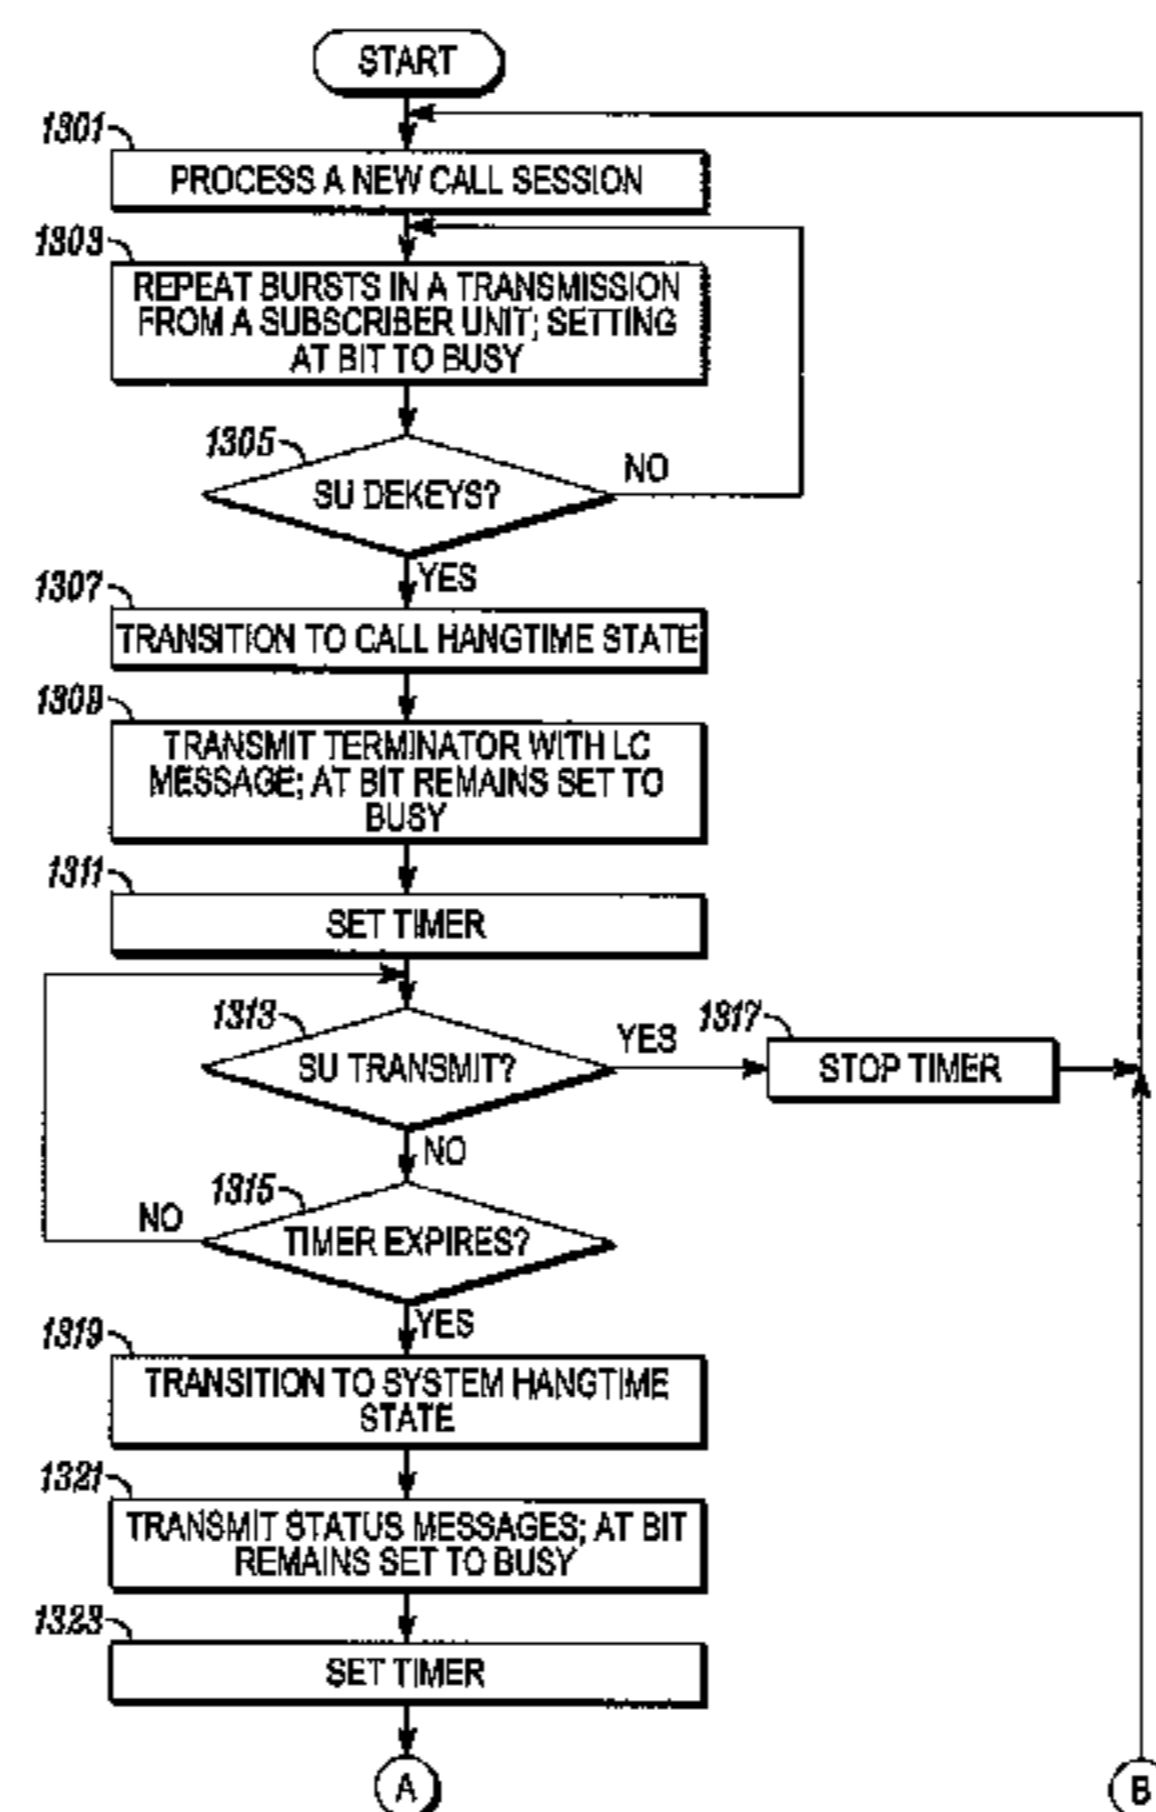 START
1301
PROCESS A NEW CALL SESSION
1303
REPEAT BURSTS IN A TRANSMISSION
FROM A SUBSCRIBER UNIT; SETTING
AT BIT TO BUSY
1305
SU DEKEYS?
NO
YES
1307
TRANSITION TO CALL HANGTIME STATE
1309
TRANSMIT TERMINATOR WITH LC
MESSAGE; AT BIT REMAINS SET TO
BUSY
1311
SET TIMER
1313
SU TRANSMIT?
YES
1317
STOP TIMER
NO
1315
TIMER EXPIRES?
NO
YES
1319
TRANSITION TO SYSTEM HANGTIME
STATE
1321
TRANSMIT STATUS MESSAGES; AT BIT
REMAINS SET TO BUSY
1323
SET TIMER
A
B